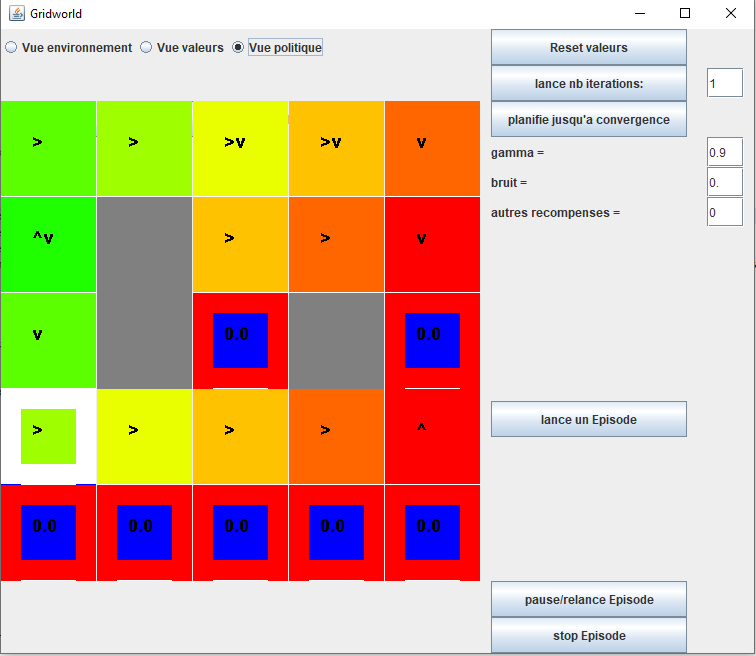 Gridworld
Vue environnement Vue valeurs Vue politique
Reset valeurs
lance nb iterations: 1
planifie jusqu'a convergence
gamma = 0.9
bruit = 0.
autres recompenses = 0
> > >v >v v
^v > > v
v 0.0 0.0
> > > > ^
0.0 0.0 0.0 0.0 0.0
lance un Episode
pause/relance Episode
stop Episode